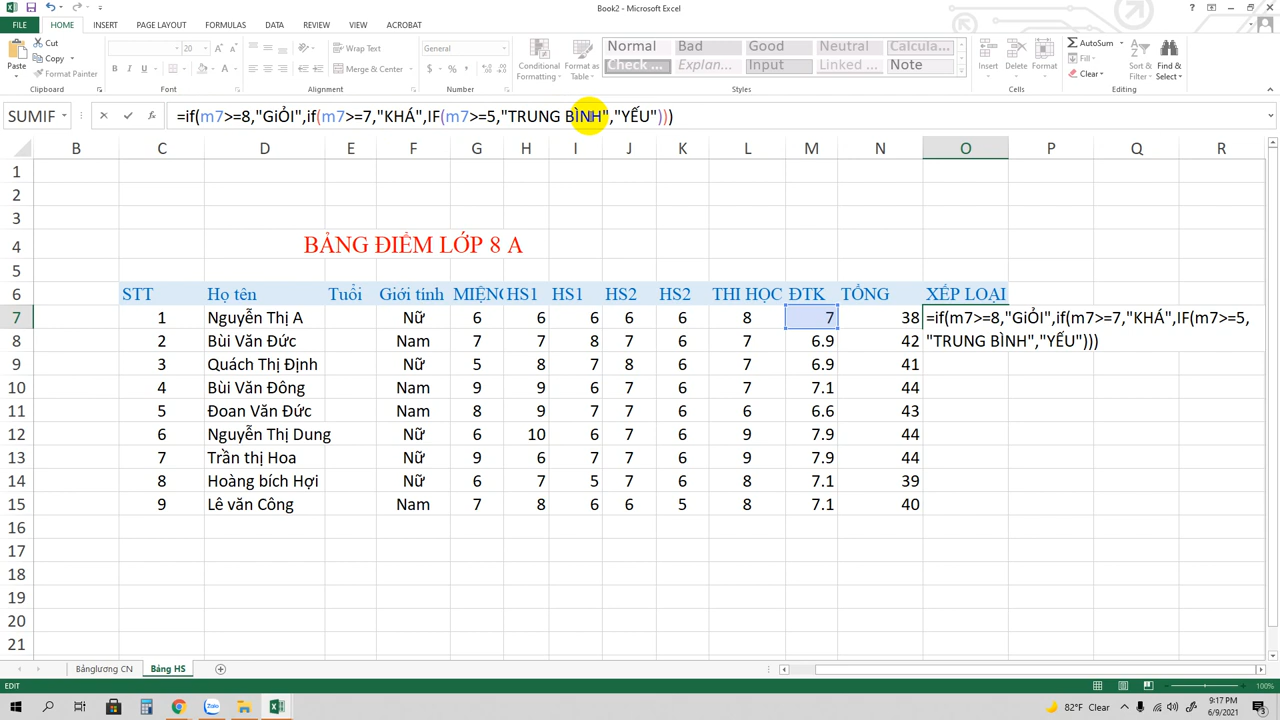 Book2 - Microsoft Excel
FILE HOME INSERT PAGE LAYOUT FORMULAS DATA REVIEW VIEW ACROBAT
Paste Cut Copy Format Painter
20
Wrap Text
Merge & Center
General
Conditional Formatting Format as Table
Normal Bad Good Neutral Calcula...
Check ... Explan... Input Linked ... Note
Insert Delete Format
AutoSum Fill Clear
Sort & Filter Find & Select
Clipboard Font Alignment Number Styles Cells Editing
SUMIF =if(m7>=8,"GiỎI",if(m7>=7,"KHÁ",IF(m7>=5,"TRUNG BÌNH","YẾU")))
B C D E F G H I J K L M N O P Q R
1
2
3
4 BẢNG ĐIỂM LỚP 8 A
5
6 STT Họ tên Tuổi Giới tính MIỆNG HS1 HS1 HS2 HS2 THI HỌC ĐTK TỔNG XẾP LOẠI
7 1 Nguyễn Thị A Nữ 6 6 6 6 6 8 7 38 =if(m7>=8,"GiỎI",if(m7>=7,"KHÁ",IF(m7>=5,
8 2 Bùi Văn Đức Nam 7 7 8 7 6 7 6.9 42 "TRUNG BÌNH","YẾU")))
9 3 Quách Thị Định Nữ 5 8 7 8 6 7 6.9 41
10 4 Bùi Văn Đông Nam 9 9 6 7 6 7 7.1 44
11 5 Đoan Văn Đức Nam 8 9 7 7 6 6 6.6 43
12 6 Nguyễn Thị Dung Nữ 6 10 6 7 6 9 7.9 44
13 7 Trần thị Hoa Nữ 9 6 7 7 6 9 7.9 44
14 8 Hoàng bích Hợi Nữ 6 7 5 7 6 8 7.1 39
15 9 Lê văn Công Nam 7 8 6 6 5 8 7.1 40
16
17
18
19
20
21
Bảnglương CN Bảng HS
EDIT 100%
82°F Clear 9:17 PM
6/9/2021